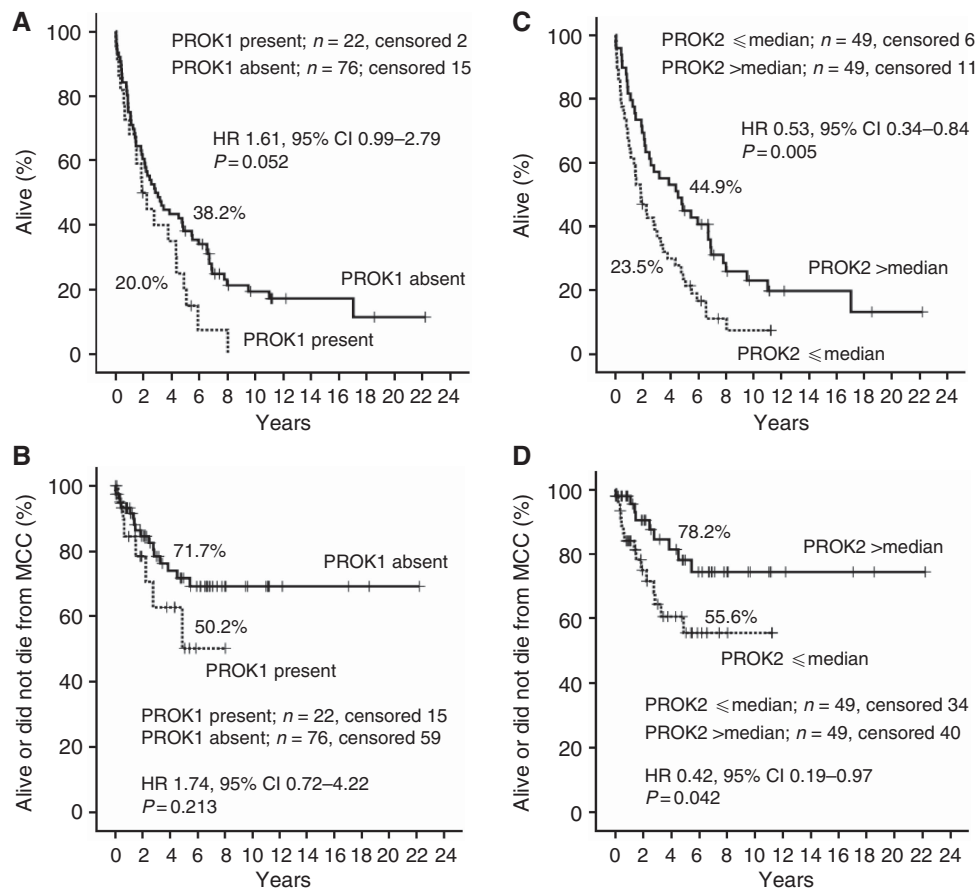 A
PROK1 present; n = 22, censored 2
PROK1 absent; n = 76; censored 15
HR 1.61, 95% CI 0.99–2.79
P = 0.052
38.2%
20.0%
PROK1 absent
PROK1 present
Alive (%)
100
80
60
40
20
0
0 2 4 6 8 10 12 14 16 18 20 22 24
Years
C
PROK2 ⩽median; n = 49, censored 6
PROK2 >median; n = 49, censored 11
HR 0.53, 95% CI 0.34–0.84
P = 0.005
44.9%
23.5%
PROK2 >median
PROK2 ⩽median
Alive (%)
100
80
60
40
20
0
0 2 4 6 8 10 12 14 16 18 20 22 24
Years
B
Alive or did not die from MCC (%)
100
80
60
40
20
0
71.7%
PROK1 absent
50.2%
PROK1 present
PROK1 present; n = 22, censored 15
PROK1 absent; n = 76, censored 59
HR 1.74, 95% CI 0.72–4.22
P = 0.213
0 2 4 6 8 10 12 14 16 18 20 22 24
Years
D
Alive or did not die from MCC (%)
100
80
60
40
20
0
78.2%
PROK2 >median
55.6%
PROK2 ⩽median
PROK2 ⩽median; n = 49, censored 34
PROK2 >median; n = 49, censored 40
HR 0.42, 95% CI 0.19–0.97
P = 0.042
0 2 4 6 8 10 12 14 16 18 20 22 24
Years